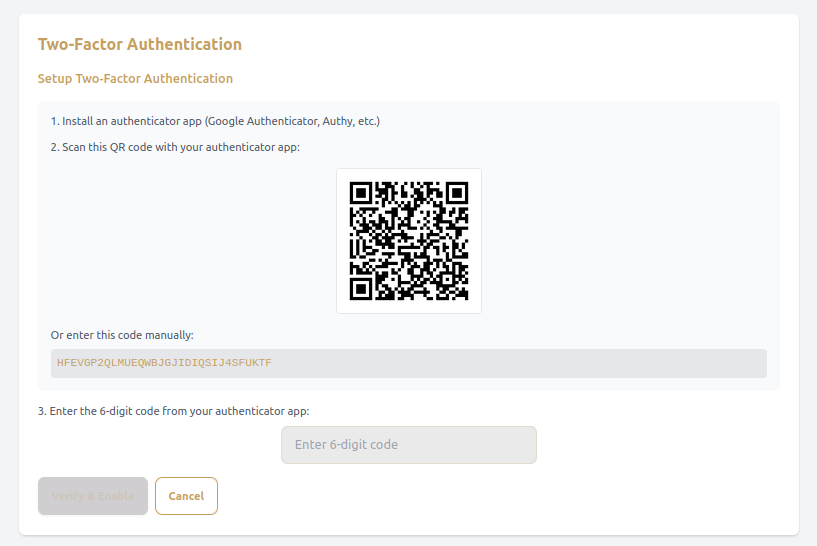 Two-Factor Authentication
Setup Two-Factor Authentication
1. Install an authenticator app (Google Authenticator, Authy, etc.)
2. Scan this QR code with your authenticator app:
Or enter this code manually:
HFEVGP2QLMUEQWBJGJIDIQSIJ4SFUKTF
3. Enter the 6-digit code from your authenticator app:
Enter 6-digit code
Verify & Enable
Cancel